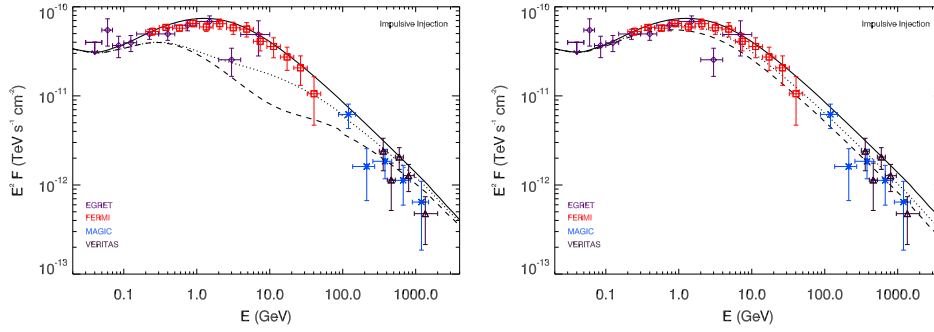 10⁻¹⁰
Impulsive Injection
10⁻¹¹
E² F (TeV s⁻¹ cm⁻²)
10⁻¹²
EGRET
FERMI
MAGIC
VERITAS
10⁻¹³
0.1 1.0 10.0 100.0 1000.0
E (GeV)
10⁻¹⁰
Impulsive Injection
10⁻¹¹
E² F (TeV s⁻¹ cm⁻²)
10⁻¹²
EGRET
FERMI
MAGIC
VERITAS
10⁻¹³
0.1 1.0 10.0 100.0 1000.0
E (GeV)